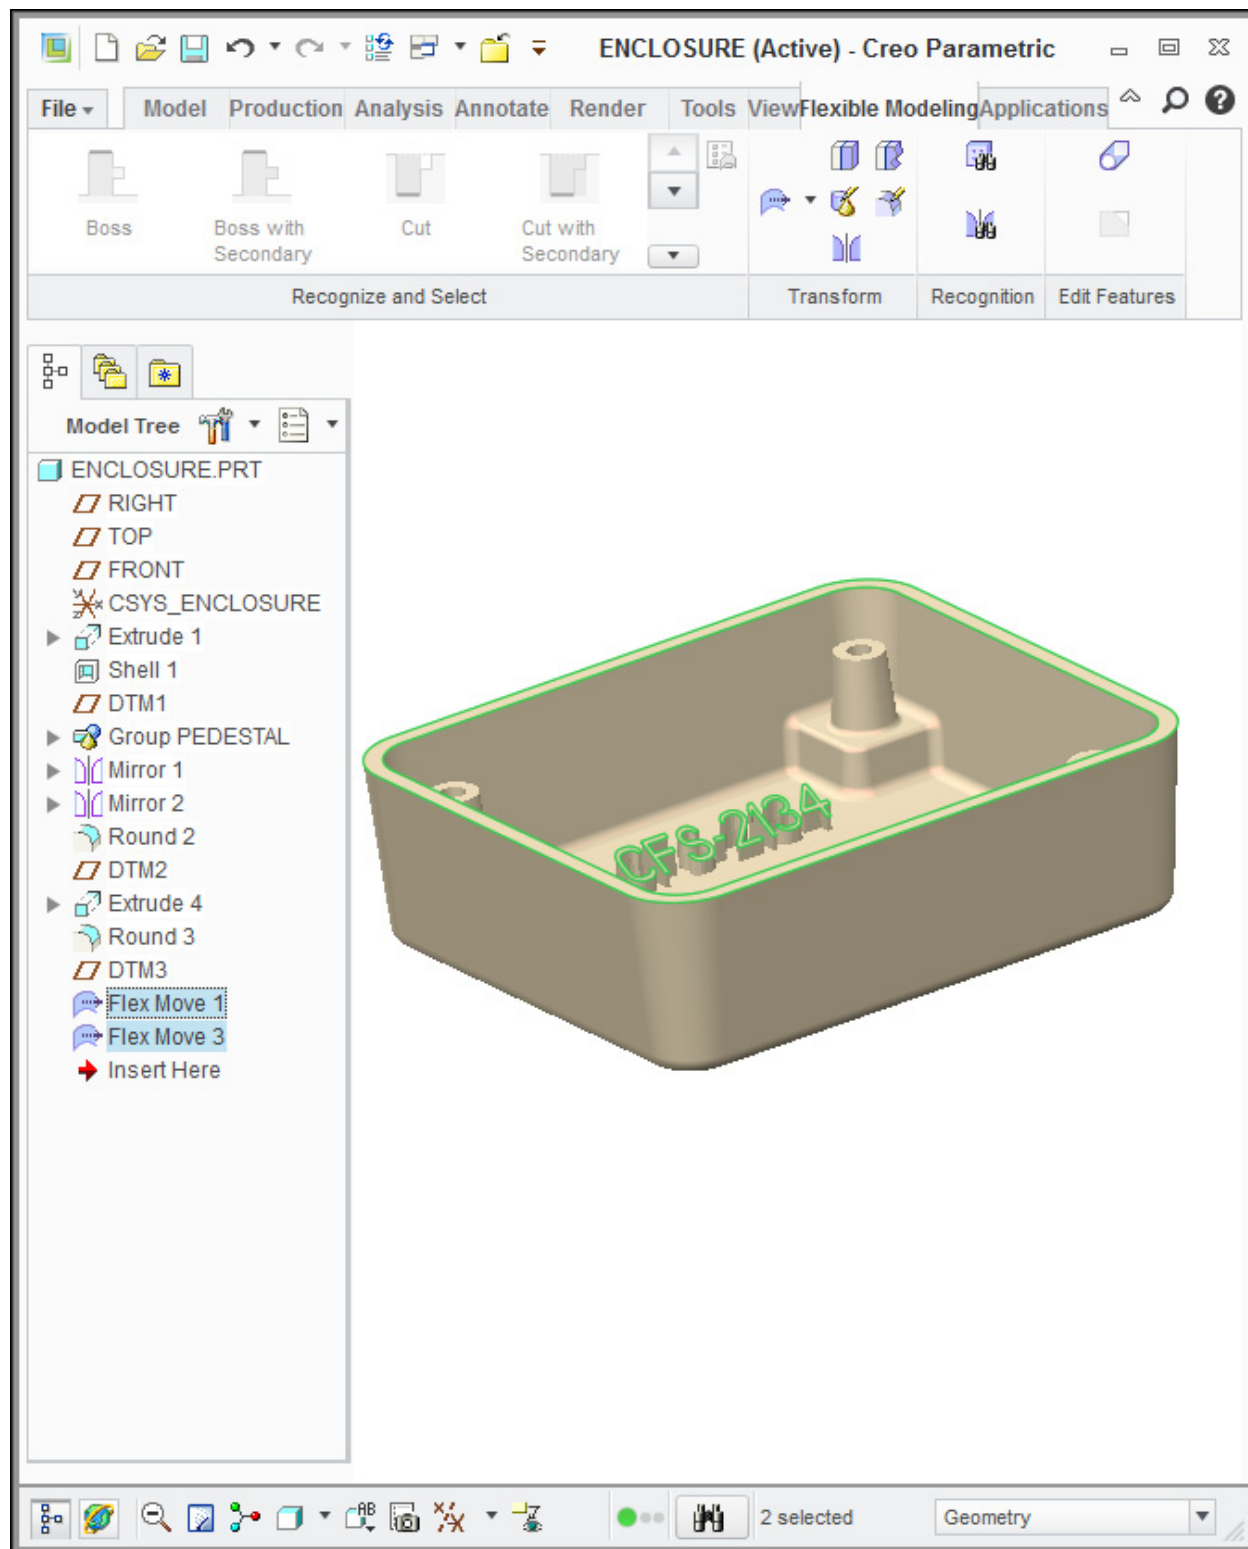 ENCLOSURE (Active) - Creo Parametric
File Model Production Analysis Annotate Render Tools View Flexible Modeling Applications
Boss Boss with Secondary Cut Cut with Secondary
Recognize and Select Transform Recognition Edit Features
Model Tree
ENCLOSURE.PRT
RIGHT
TOP
FRONT
CSYS_ENCLOSURE
Extrude 1
Shell 1
DTM1
Group PEDESTAL
Mirror 1
Mirror 2
Round 2
DTM2
Extrude 4
Round 3
DTM3
Flex Move 1
Flex Move 3
Insert Here
CFS-2134
2 selected Geometry